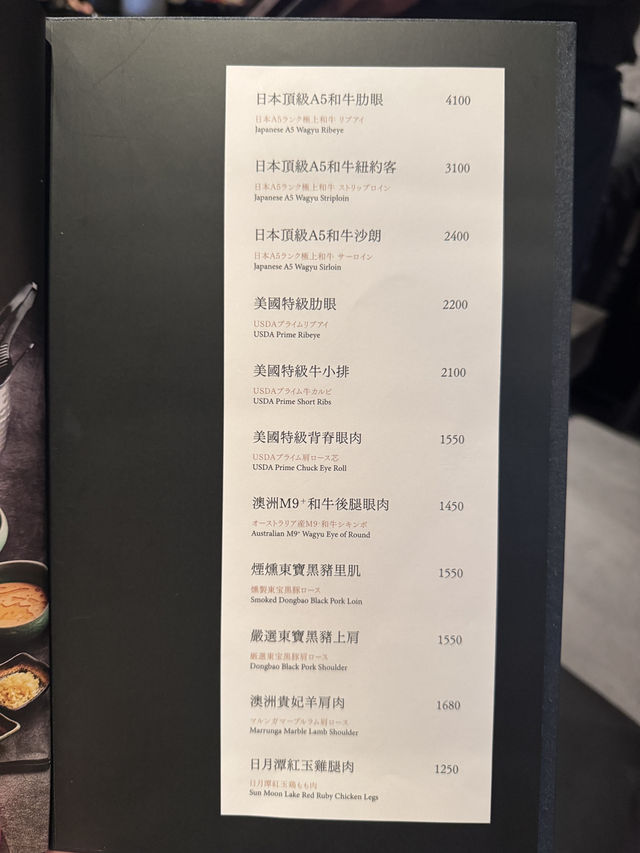 日本頂級A5和牛肋眼 4100
日本A5ランク極上和牛 リブアイ
Japanese A5 Wagyu Ribeye
日本頂級A5和牛紐約客 3100
日本A5ランク極上和牛 ストリップロイン
Japanese A5 Wagyu Striploin
日本頂級A5和牛沙朗 2400
日本A5ランク極上和牛 サーロイン
Japanese A5 Wagyu Sirloin
美國特級肋眼 2200
USDAプライムリブアイ
USDA Prime Ribeye
美國特級牛小排 2100
USDAプライム牛カルビ
USDA Prime Short Ribs
美國特級背脊眼肉 1550
USDAプライム肩ロース芯
USDA Prime Chuck Eye Roll
澳洲M9⁺和牛後腿眼肉 1450
オーストラリア産M9⁺和牛シキンボ
Australian M9⁺ Wagyu Eye of Round
煙燻東寶黑豬里肌 1550
燻製東宝黒豚ロース
Smoked Dongbao Black Pork Loin
嚴選東寶黑豬上肩 1550
厳選東宝黒豚肩ロース
Dongbao Black Pork Shoulder
澳洲貴妃羊肩肉 1680
マルンガマーブルラム肩ロース
Marrunga Marble Lamb Shoulder
日月潭紅玉雞腿肉 1250
日月潭紅玉鶏もも肉
Sun Moon Lake Red Ruby Chicken Legs